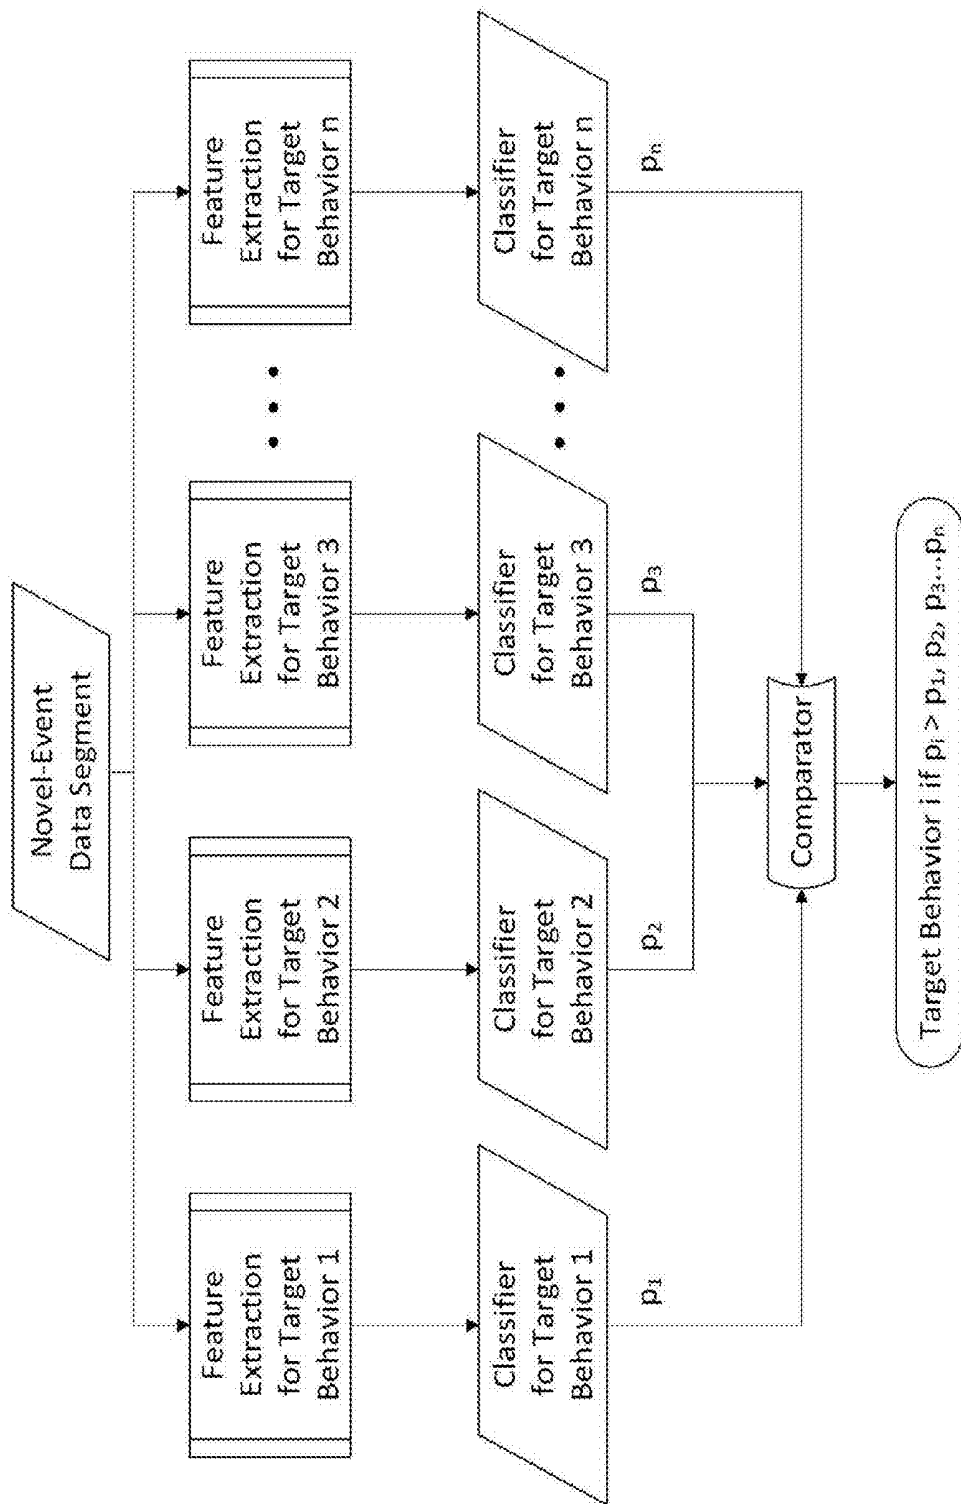 Novel-Event
Data Segment
Feature
Extraction
for Target
Behavior 1
Feature
Extraction
for Target
Behavior 2
Feature
Extraction
for Target
Behavior 3
Feature
Extraction
for Target
Behavior n
Classifier
for Target
Behavior 1
Classifier
for Target
Behavior 2
Classifier
for Target
Behavior 3
Classifier
for Target
Behavior n
p₁
p₂
p₃
pₙ
Comparator
Target Behavior i if pᵢ > p₁, p₂, p₃...pₙ